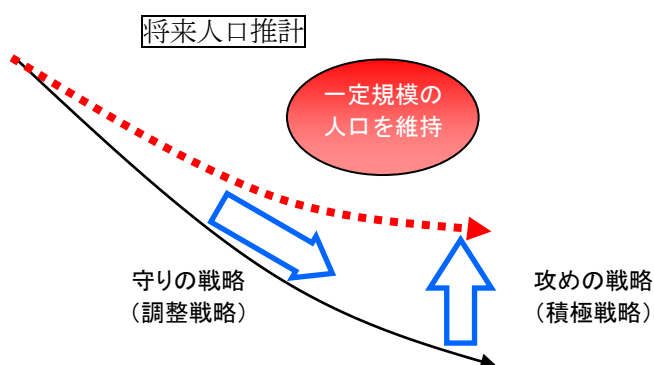 将来人口推計
一定規模の
人口を維持
守りの戦略
（調整戦略）
攻めの戦略
（積極戦略）